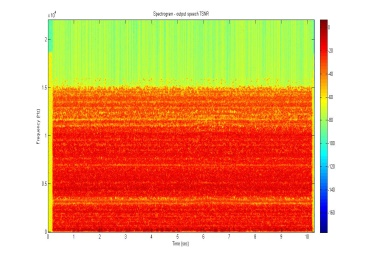 Spectrogram - output speech TSNR
x 10⁴
2
1.5
1
0.5
0
Frequency (Hz)
0 1 2 3 4 5 6 7 8 9 10
Time (sec)
-20
-40
-60
-80
-100
-120
-140
-160